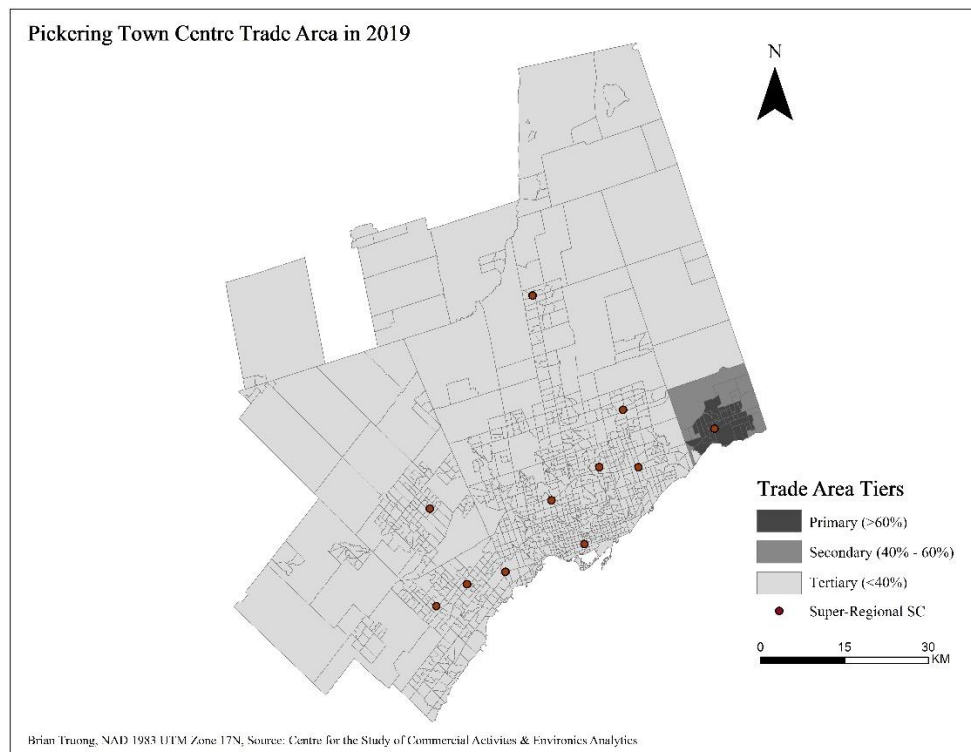 Pickering Town Centre Trade Area in 2019
N
Trade Area Tiers
Primary (>60%)
Secondary (40% - 60%)
Tertiary (<40%)
Super-Regional SC
0 15 30
KM
Brian Truong, NAD 1983 UTM Zone 17N, Source: Centre for the Study of Commercial Activites & Environics Analytics